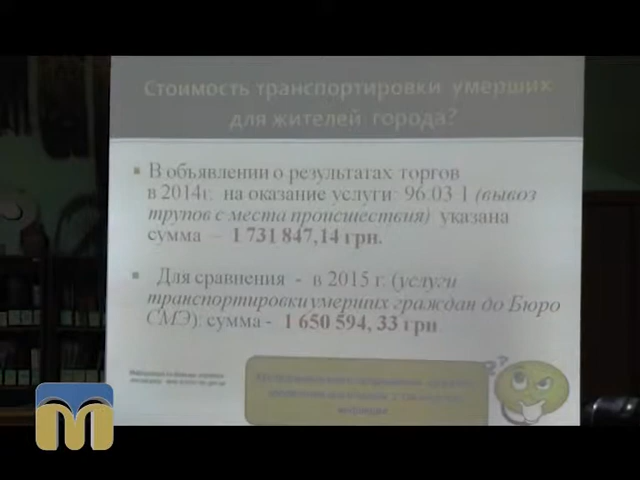 Стоимость транспортировки умерших
для жителей города?
В объявлении о результатах торгов
в 2014г. на оказание услуги: 96.03 1 (вывоз
трупов с места происшествия) указана
сумма – 1 731 847,14 грн.
Для сравнения - в 2015 г. (услуги
транспортировки умерших граждан до Бюро
СМЭ): сумма - 1 650 594, 33 грн.